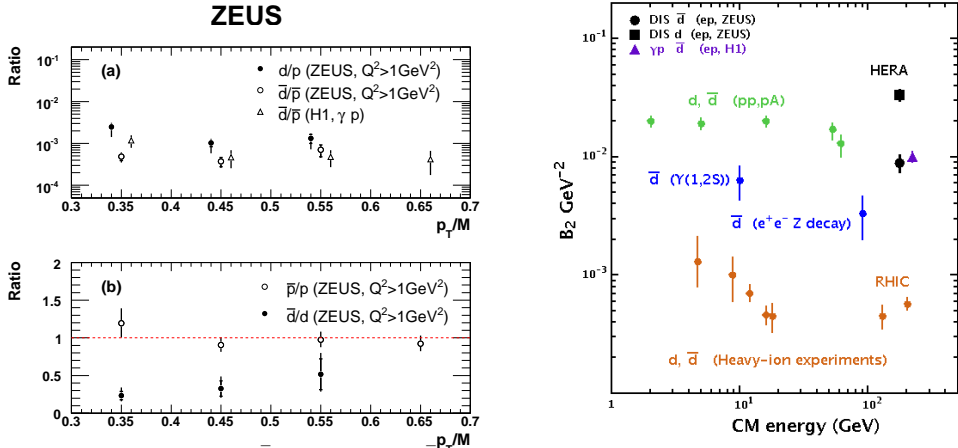 ZEUS
Ratio
10⁻¹
10⁻²
10⁻³
10⁻⁴
(a)
d/p (ZEUS, Q²>1GeV²)
d̅/p̅ (ZEUS, Q²>1GeV²)
d̅/p̅ (H1, γ p)
0.3 0.35 0.4 0.45 0.5 0.55 0.6 0.65 0.7
p_T/M
Ratio
2
1.5
1
0.5
0
(b)
p̅/p (ZEUS, Q²>1GeV²)
d̅/d (ZEUS, Q²>1GeV²)
0.3 0.35 0.4 0.45 0.5 0.55 0.6 0.65 0.7
p_T/M
B₂ GeV⁻²
10⁻¹
10⁻²
10⁻³
DIS d̅ (ep, ZEUS)
DIS d (ep, ZEUS)
γp d̅ (ep, H1)
HERA
d, d̅ (pp,pA)
d̅ (Υ(1,2S))
d̅ (e⁺e⁻ Z decay)
RHIC
d, d̅ (Heavy-ion experiments)
1 10¹ 10²
CM energy (GeV)